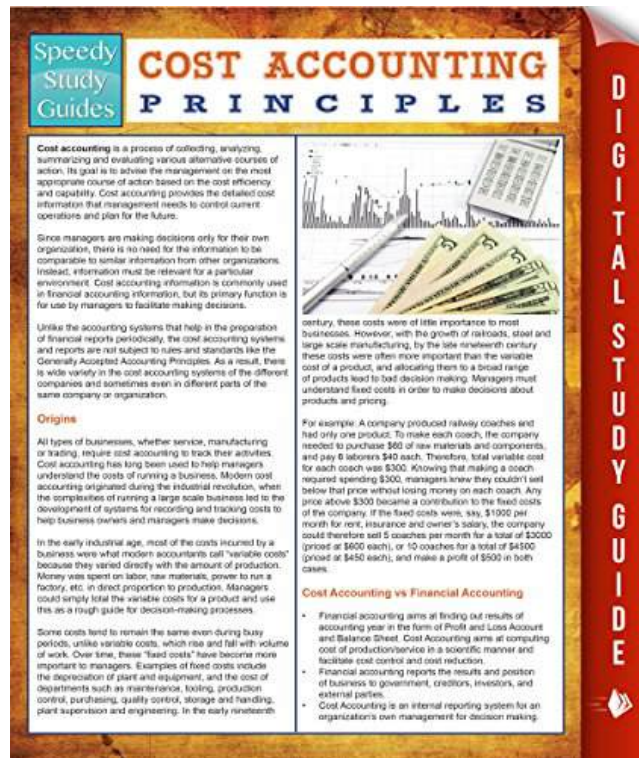 Speedy
Study
Guides
COST ACCOUNTING
PRINCIPLES
Cost accounting is a process of collecting, analyzing,
summarizing and evaluating various alternative courses of
action. Its goal is to advise the management on the most
appropriate course of action based on the cost efficiency
and capability. Cost accounting provides the detailed cost
information that management needs to control current
operations and plan for the future.
Since managers are making decisions only for their own
organization, there is no need for the information to be
comparable to similar information from other organizations.
Instead, information must be relevant for a particular
environment. Cost accounting information is commonly used
in financial accounting information, but its primary function is
for use by managers to facilitate making decisions.
Unlike the accounting systems that help in the preparation
of financial reports periodically, the cost accounting systems
and reports are not subject to rules and standards like the
Generally Accepted Accounting Principles. As a result, there
is wide variety in the cost accounting systems of the different
companies and sometimes even in different parts of the
same company or organization.
Origins
All types of businesses, whether service, manufacturing
or trading, require cost accounting to track their activities.
Cost accounting has long been used to help managers
understand the costs of running a business. Modern cost
accounting originated during the industrial revolution, when
the complexities of running a large scale business led to the
development of systems for recording and tracking costs to
help business owners and managers make decisions.
In the early industrial age, most of the costs incurred by a
business were what modern accountants call "variable costs"
because they varied directly with the amount of production.
Money was spent on labor, raw materials, power to run a
factory, etc. in direct proportion to production. Managers
could simply total the variable costs for a product and use
this as a rough guide for decision-making processes.
Some costs tend to remain the same even during busy
periods, unlike variable costs, which rise and fall with volume
of work. Over time, these "fixed costs" have become more
important to managers. Examples of fixed costs include
the depreciation of plant and equipment, and the cost of
departments such as maintenance, tooling, production
control, purchasing, quality control, storage and handling,
plant supervision and engineering. In the early nineteenth
century, these costs were of little importance to most
businesses. However, with the growth of railroads, steel and
large scale manufacturing, by the late nineteenth century
these costs were often more important than the variable
cost of a product, and allocating them to a broad range
of products lead to bad decision making. Managers must
understand fixed costs in order to make decisions about
products and pricing.
For example: A company produced railway coaches and
had only one product. To make each coach, the company
needed to purchase $60 of raw materials and components,
and pay 6 laborers $40 each. Therefore, total variable cost
for each coach was $300. Knowing that making a coach
required spending $300, managers knew they couldn't sell
below that price without losing money on each coach. Any
price above $300 became a contribution to the fixed costs
of the company. If the fixed costs were, say, $1000 per
month for rent, insurance and owner's salary, the company
could therefore sell 5 coaches per month for a total of $3000
(priced at $600 each), or 10 coaches for a total of $4500
(priced at $450 each), and make a profit of $500 in both
cases.
Cost Accounting vs Financial Accounting
• Financial accounting aims at finding out results of
accounting year in the form of Profit and Loss Account
and Balance Sheet. Cost Accounting aims at computing
cost of production/service in a scientific manner and
facilitate cost control and cost reduction.
• Financial accounting reports the results and position
of business to government, creditors, investors, and
external parties.
• Cost Accounting is an internal reporting system for an
organization's own management for decision making.
DIGITAL STUDY GUIDE